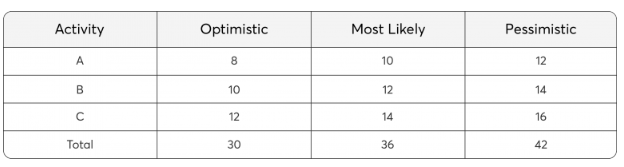 Activity Optimistic Most Likely Pessimistic
A 8 10 12
B 10 12 14
C 12 14 16
Total 30 36 42